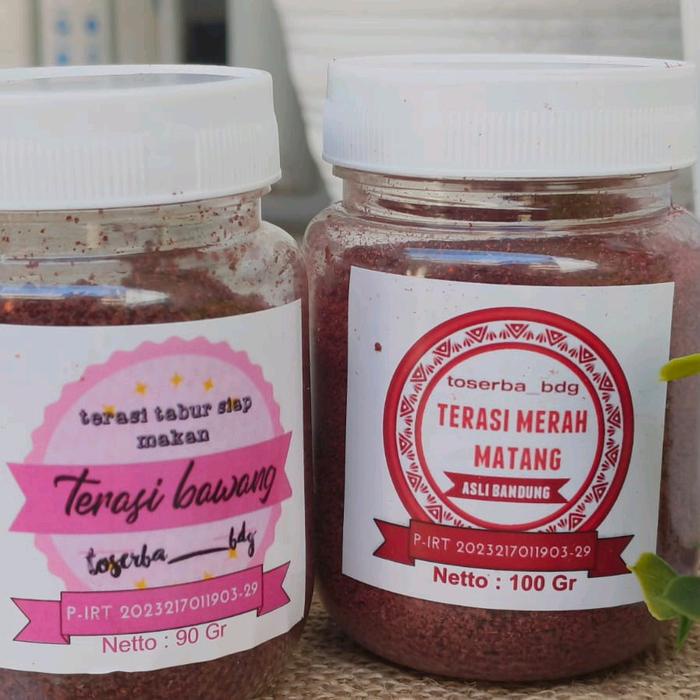 terasi tabur siap
makan
Terasi bawang
toserba___bdg
P-IRT 2023217011903-29
Netto : 90 Gr
toserba_bdg
TERASI MERAH
MATANG
ASLI BANDUNG
P-IRT 2023217011903-29
Netto : 100 Gr